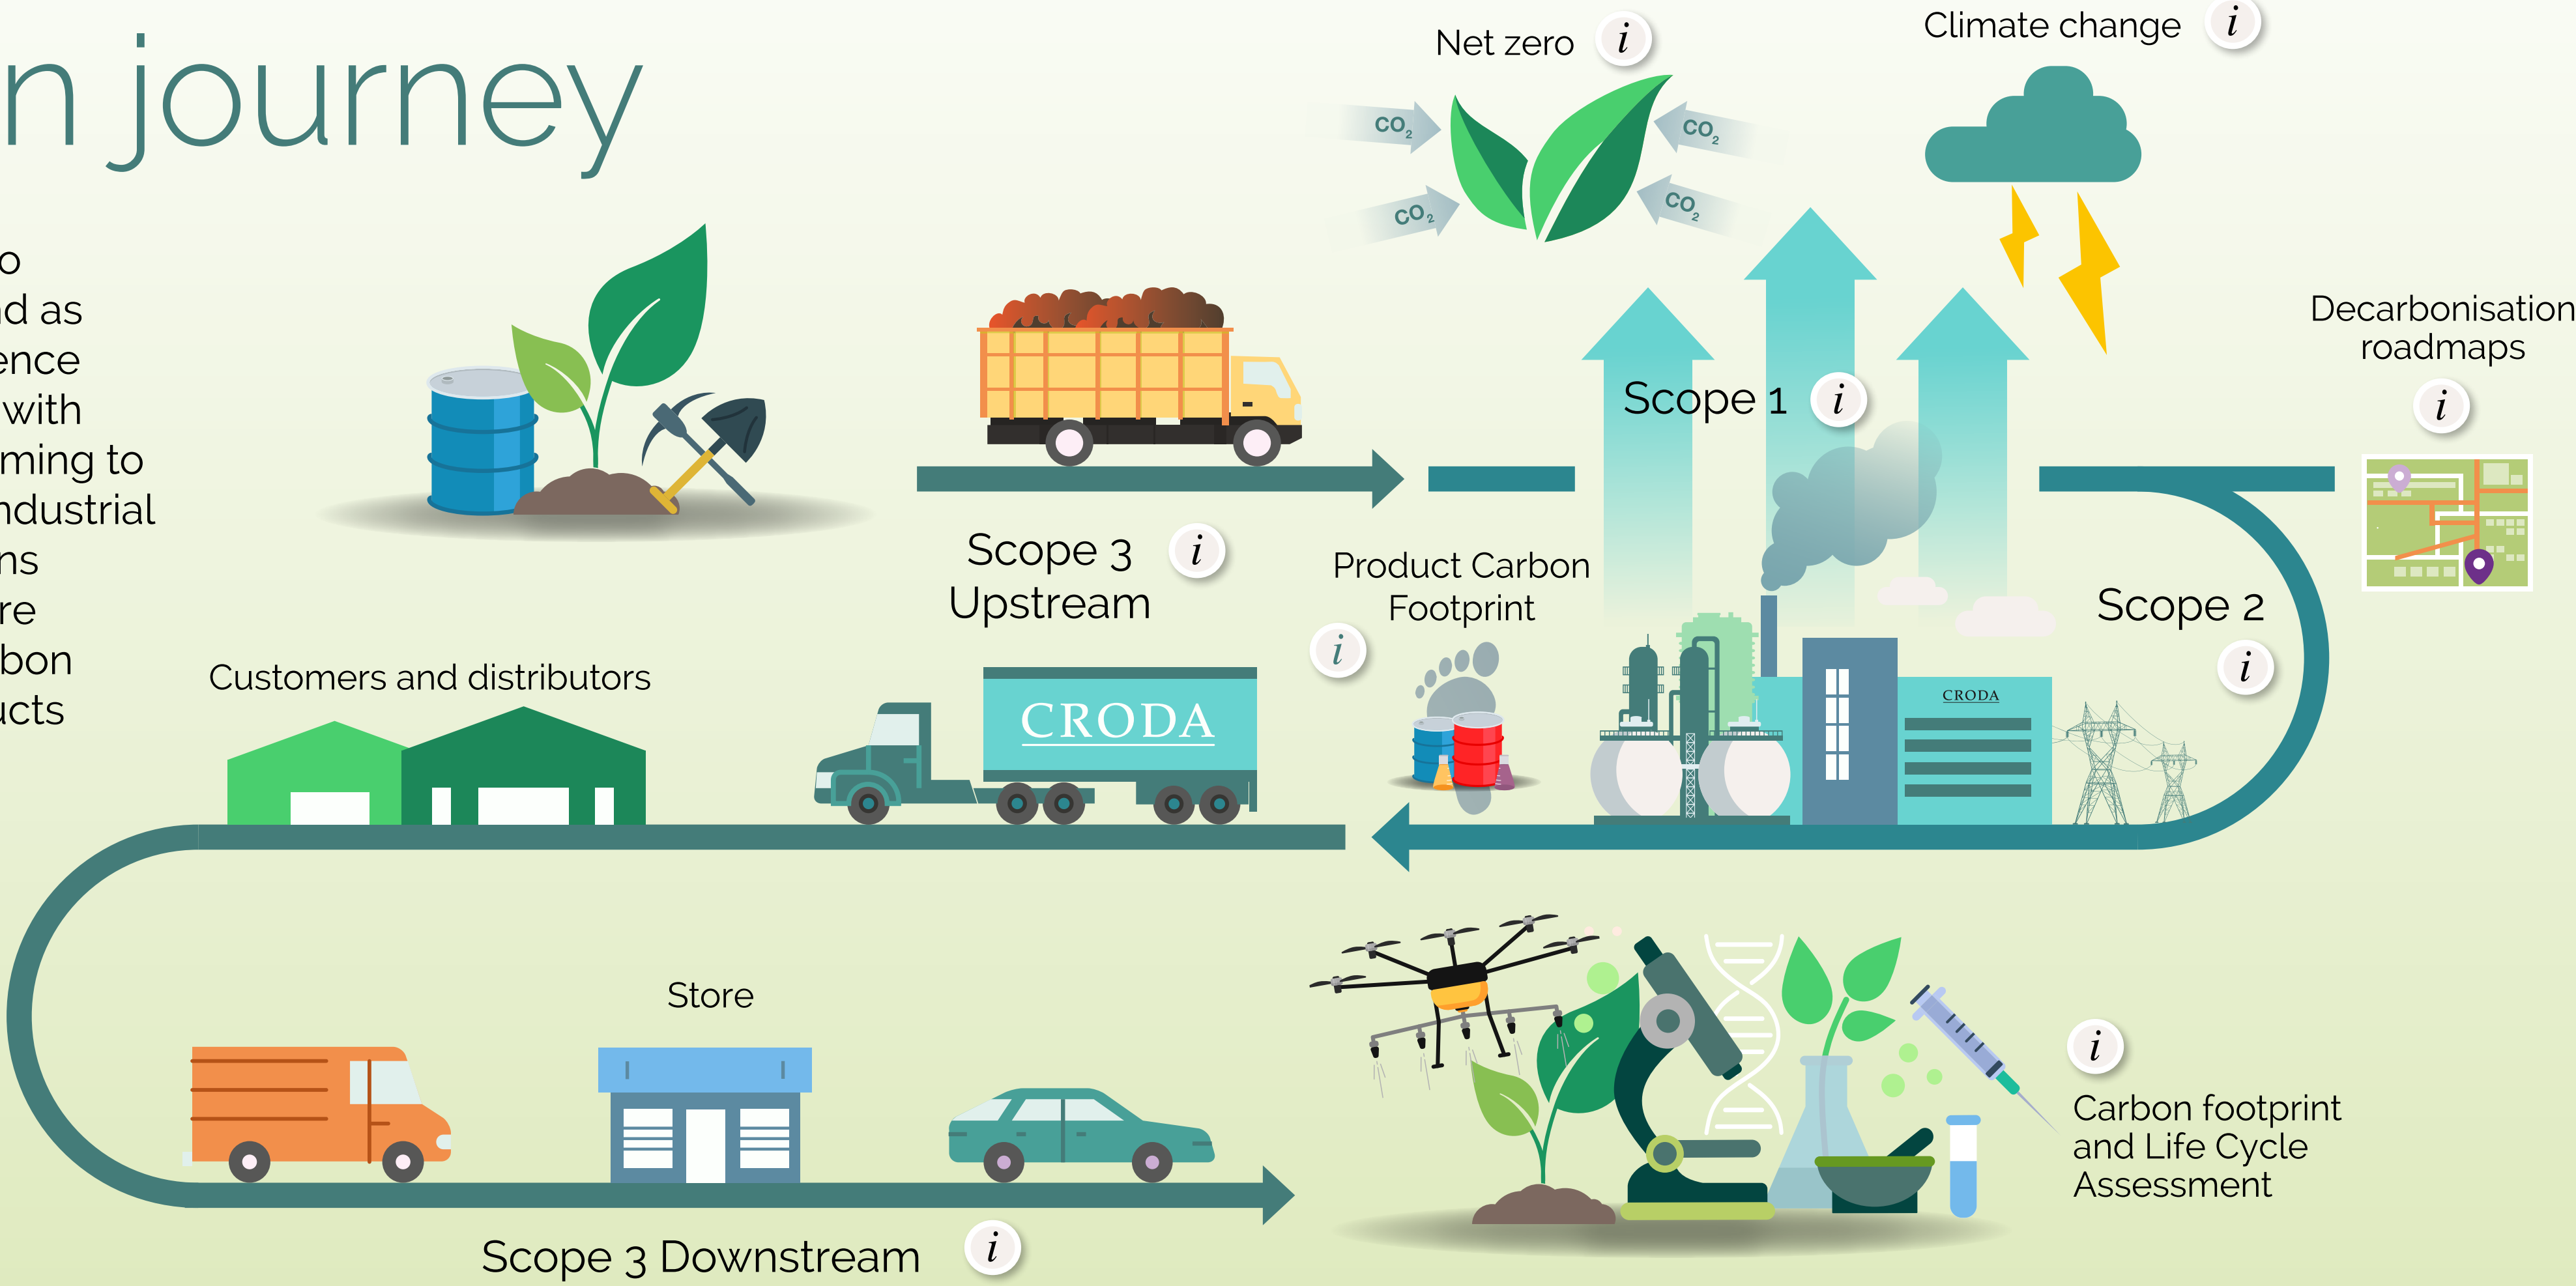 n journey
o
nd as
ence
with
ming to
ndustrial
ns
re
bon
ucts
Net zero i
CO2
CO2
CO2
CO2
Climate change i
Decarbonisation
roadmaps
i
Scope 1 i
Scope 3
Upstream
i
Product Carbon
Footprint
i
Scope 2
i
CRODA
Customers and distributors
CRODA
Store
Scope 3 Downstream i
i
Carbon footprint
and Life Cycle
Assessment